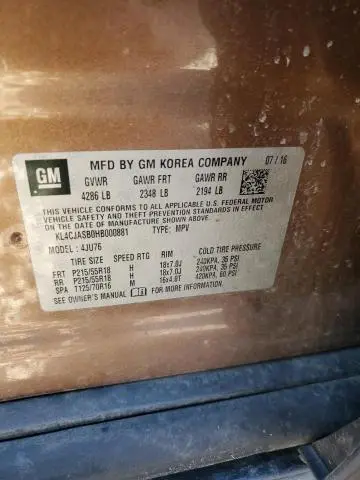 GM
MFD BY GM KOREA COMPANY 07/16
GVWR GAWR FRT GAWR RR
4286 LB 2348 LB 2194 LB
THIS VEHICLE CONFORMS TO ALL APPLICABLE U.S. FEDERAL MOTOR
VEHICLE SAFETY AND THEFT PREVENTION STANDARDS IN EFFECT ON THE
DATE OF MANUFACTURE SHOWN ABOVE.
KL4CJASB0HB000881 TYPE: MPV
MODEL: 4JU76
TIRE SIZE SPEED RTG RIM COLD TIRE PRESSURE
FRT P215/55R18 H 18x7.0J 240KPA, 35 PSI
RR P215/55R18 H 18x7.0J 240KPA, 35 PSI
SPA T125/70R16 M 16x4.0T 420KPA, 60 PSI
SEE OWNER'S MANUAL FOR ADDITIONAL INFORMATION.